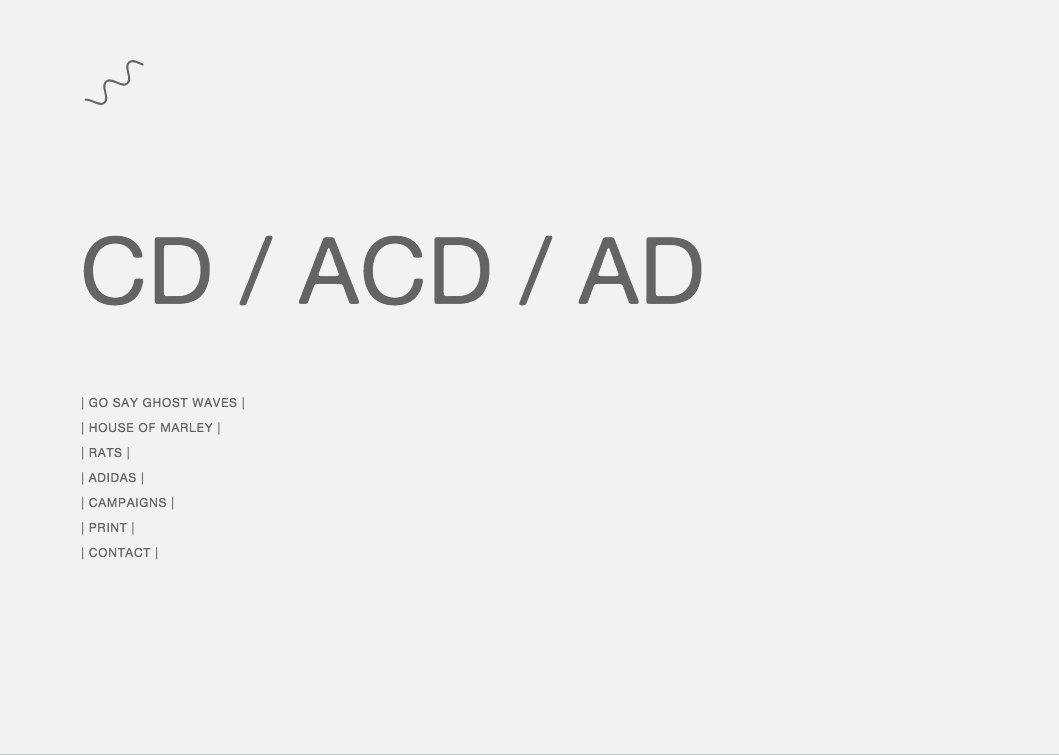 CD / ACD / AD
| GO SAY GHOST WAVES |
| HOUSE OF MARLEY |
| RATS |
| ADIDAS |
| CAMPAIGNS |
| PRINT |
| CONTACT |